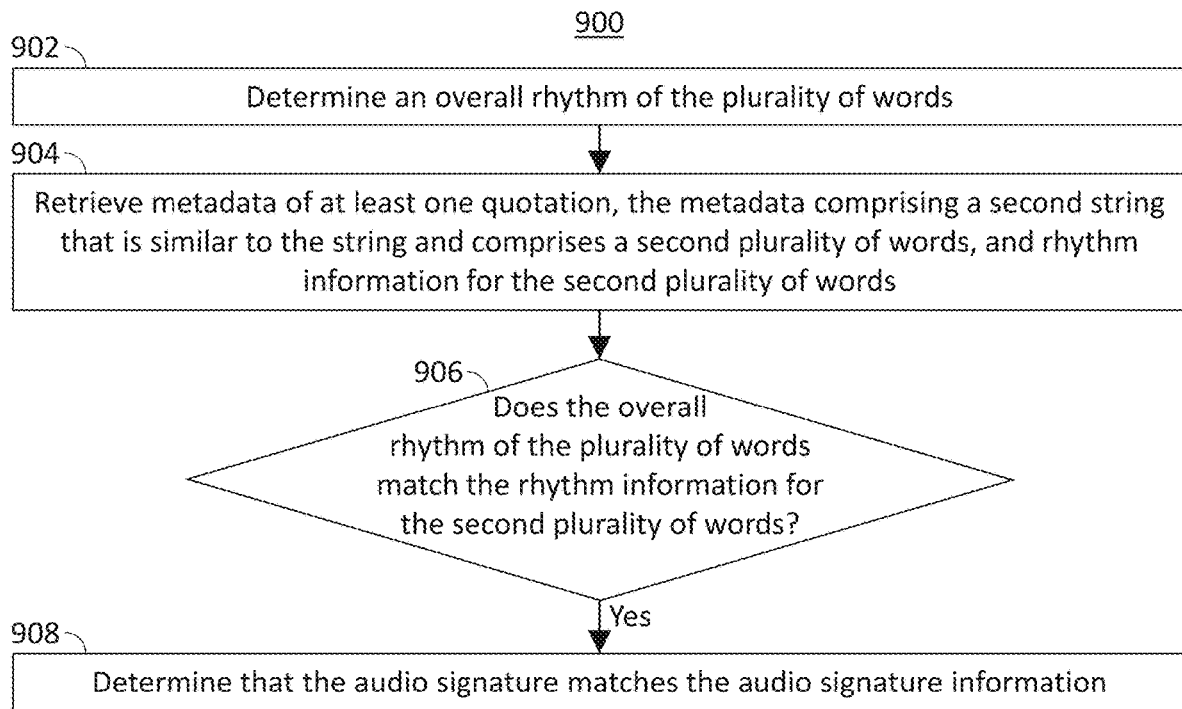 900
902
Determine an overall rhythm of the plurality of words
904
Retrieve metadada of at least one quotation, the metadada comprising a second string
that is similar to the string and comprises a second plurality of words, and rhythm
information for the second plurality of words
906
Does the overall
rhythm of the plurality of words
match the rhythm information for
the second plurality of words?
Yes
908
Determine that the audio signature matches the audio signature information